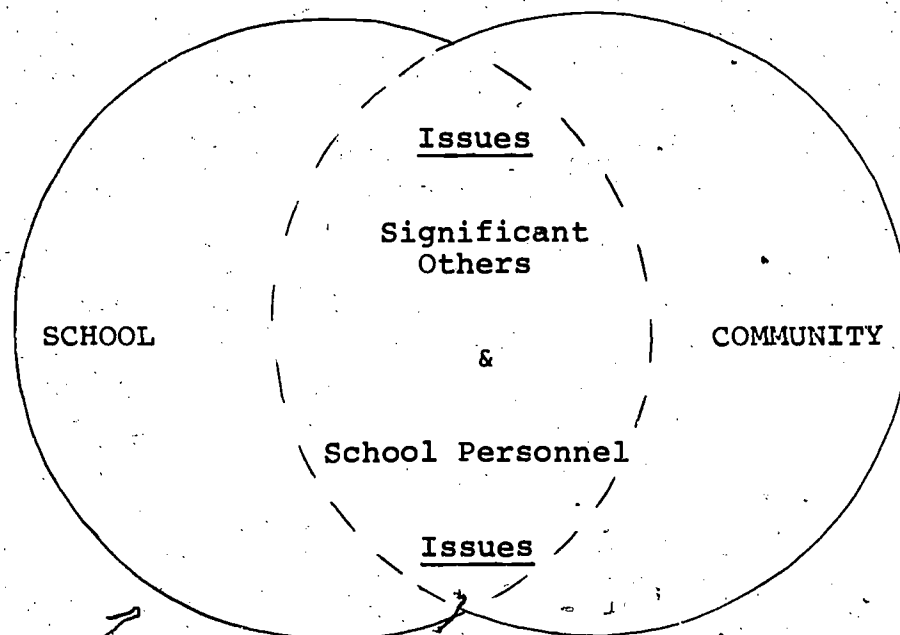 Issues
Significant
Others
SCHOOL
&
COMMUNITY
School Personnel
Issues